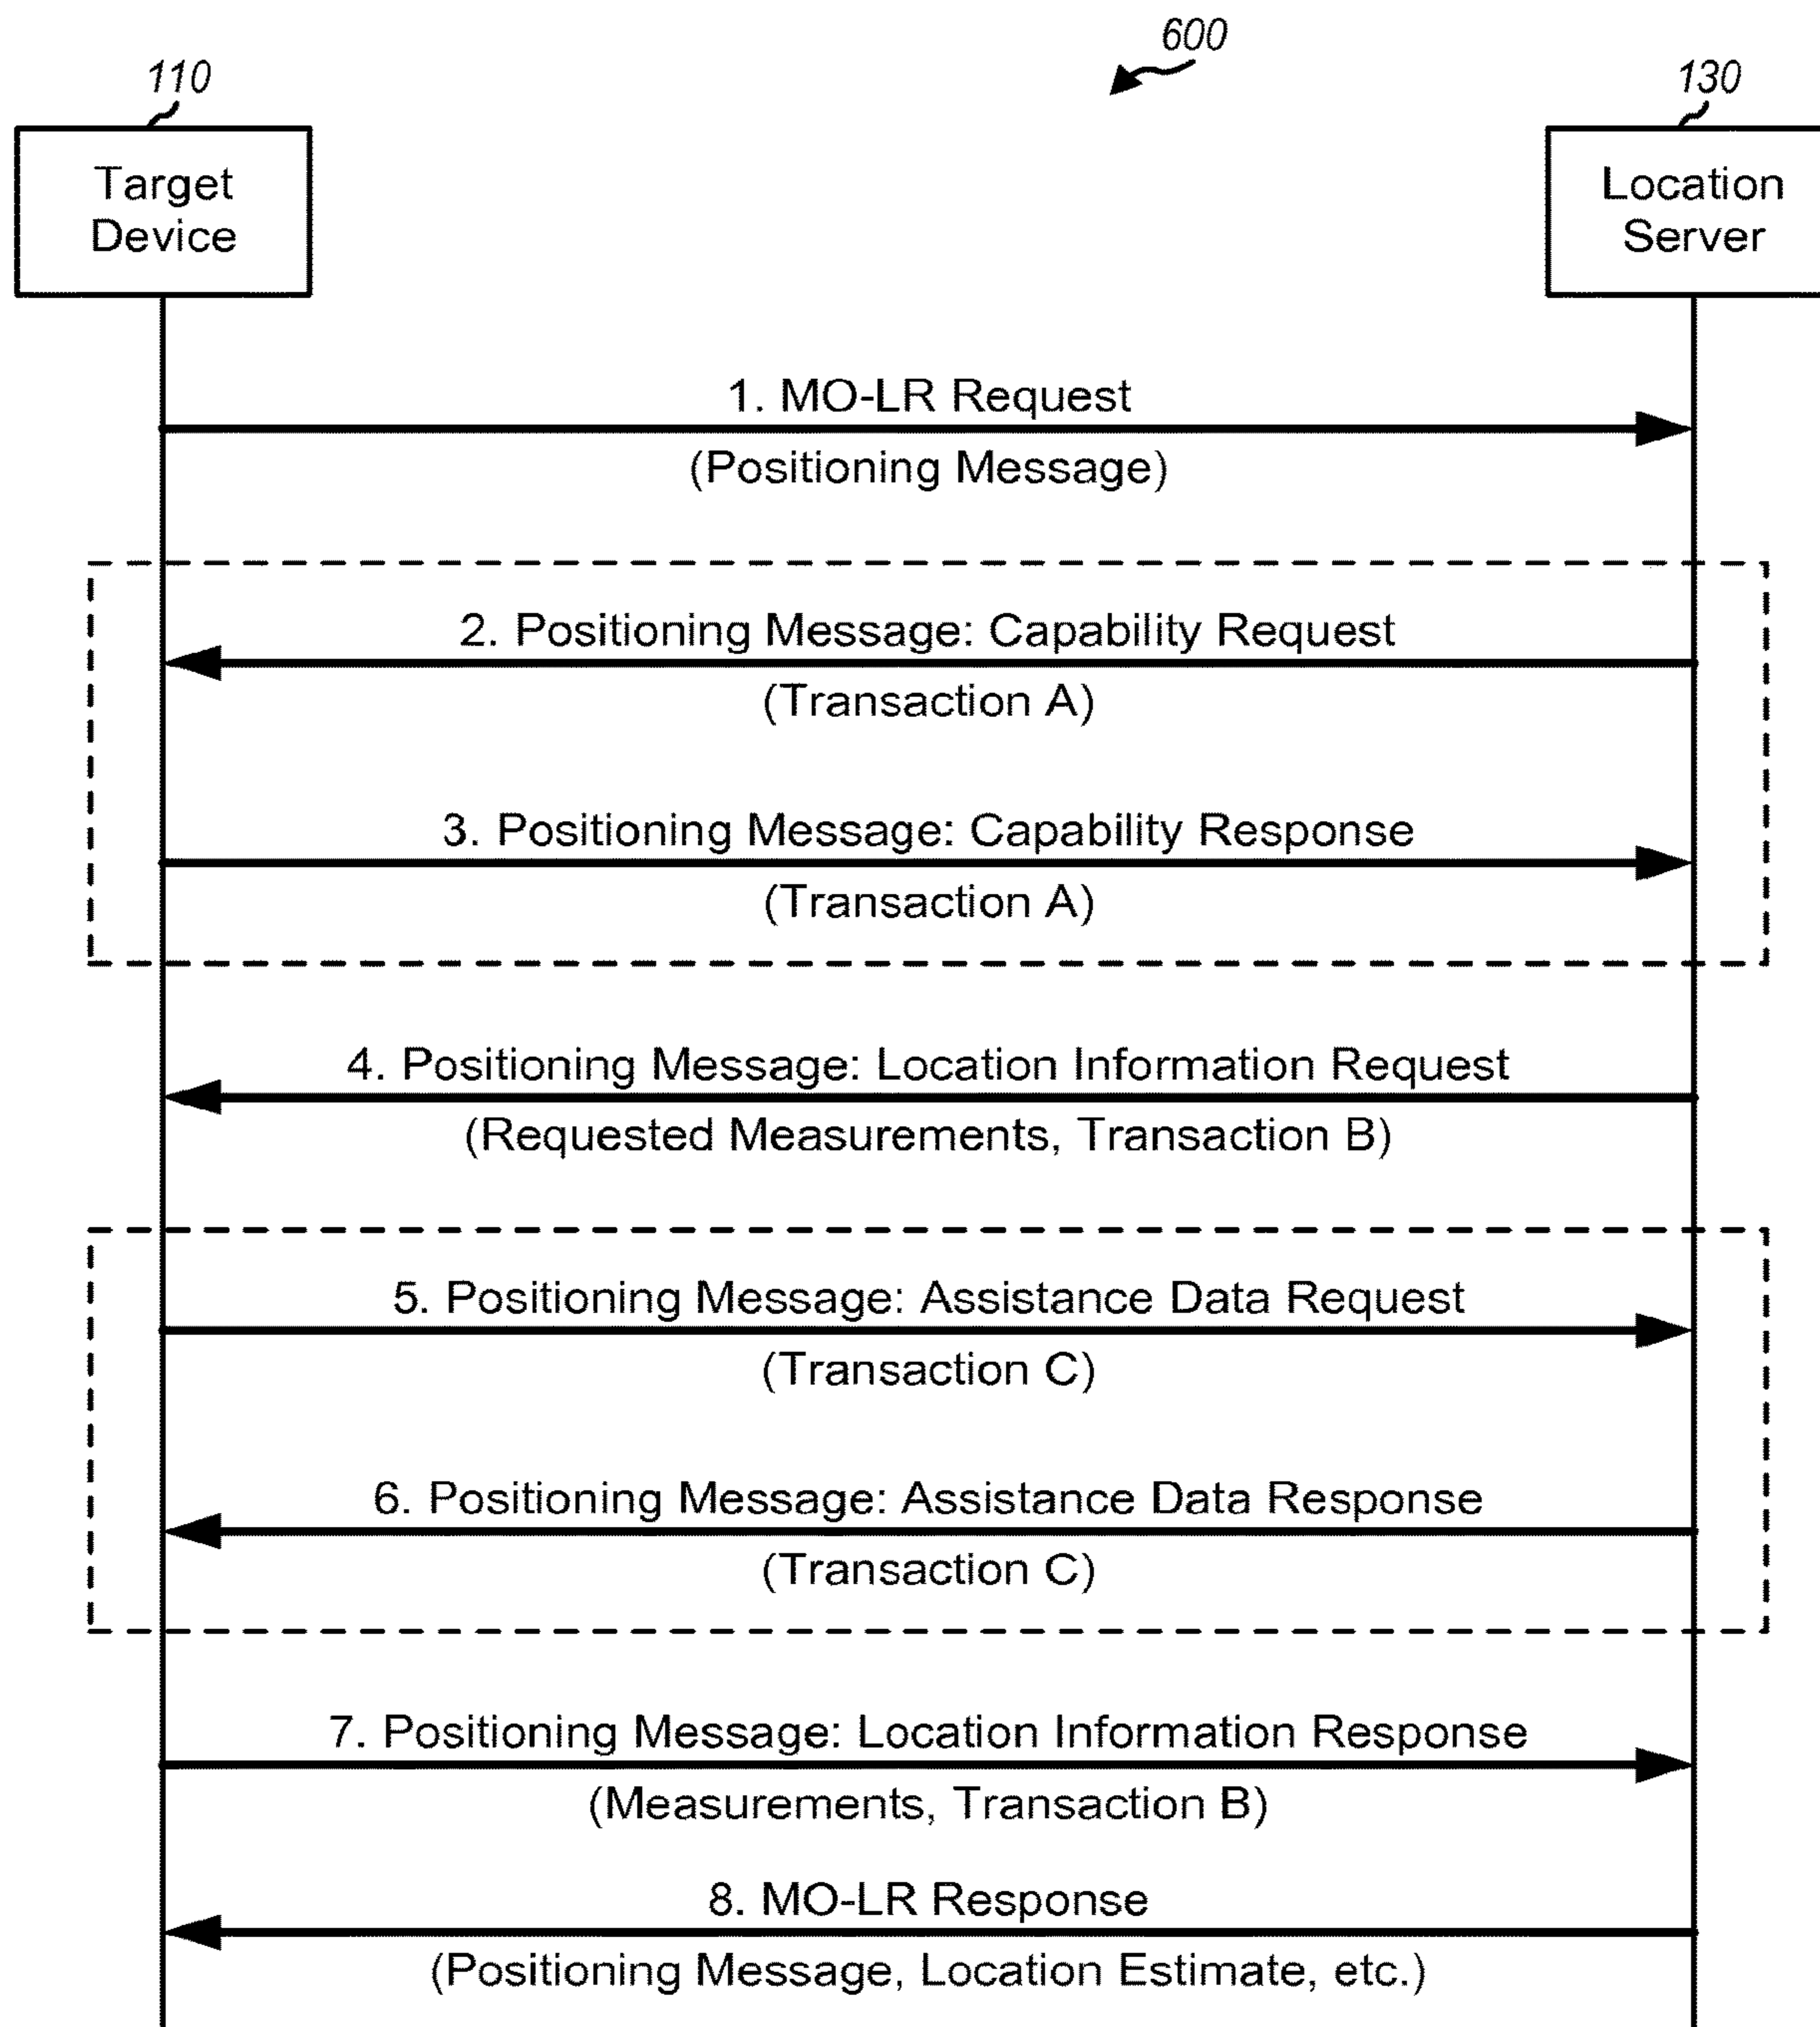 600
110
130
Target
Device
Location
Server
1. MO-LR Request
(Positioning Message)
2. Positioning Message: Capability Request
(Transaction A)
3. Positioning Message: Capability Response
(Transaction A)
4. Positioning Message: Location Information Request
(Requested Measurements, Transaction B)
5. Positioning Message: Assistance Data Request
(Transaction C)
6. Positioning Message: Assistance Data Response
(Transaction C)
7. Positioning Message: Location Information Response
(Measurements, Transaction B)
8. MO-LR Response
(Positioning Message, Location Estimate, etc.)